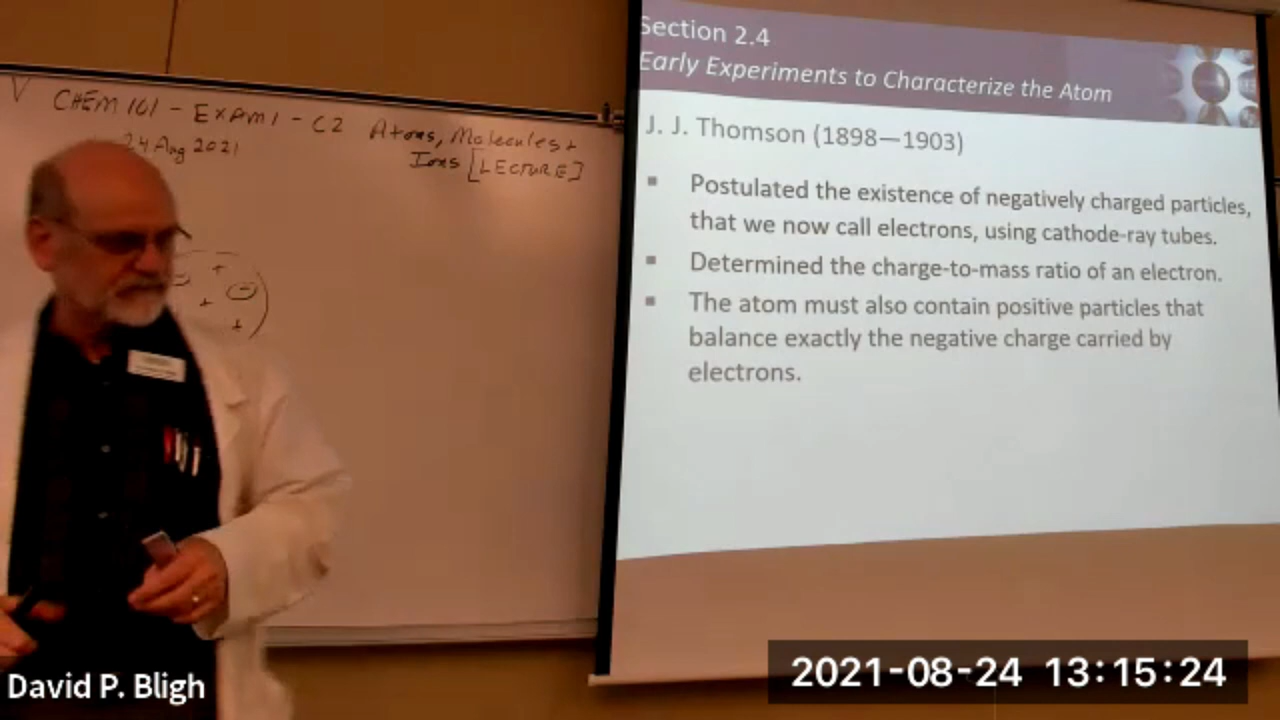 CHEM 101 - EXAM 1 - C2 Atoms, Molecules +
Ions [LECTURE]
24 Aug 2021
+
-
+
+
Section 2.4
Early Experiments to Characterize the Atom
J. J. Thomson (1898—1903)
▪ Postulated the existence of negatively charged particles,
that we now call electrons, using cathode-ray tubes.
▪ Determined the charge-to-mass ratio of an electron.
▪ The atom must also contain positive particles that
balance exactly the negative charge carried by
electrons.
David P. Bligh
2021-08-24 13:15:24